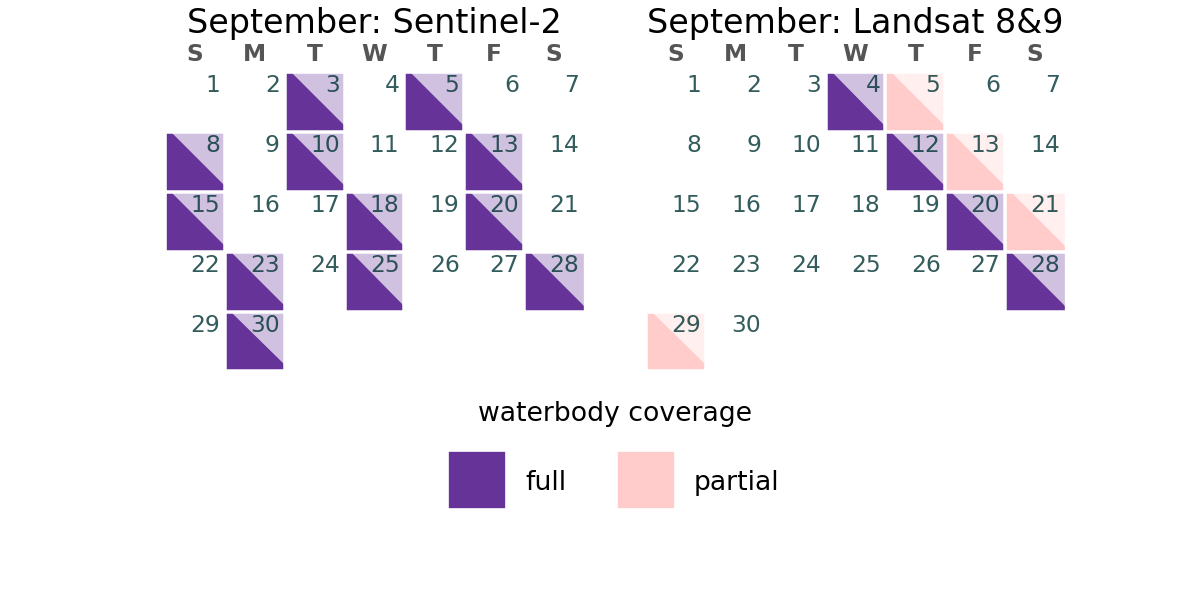 September: Sentinel-2
S M T W T F S
1 2 3 4 5 6 7
8 9 10 11 12 13 14
15 16 17 18 19 20 21
22 23 24 25 26 27 28
29 30
September: Landsat 8&9
S M T W T F S
1 2 3 4 5 6 7
8 9 10 11 12 13 14
15 16 17 18 19 20 21
22 23 24 25 26 27 28
29 30
waterbody coverage
full partial